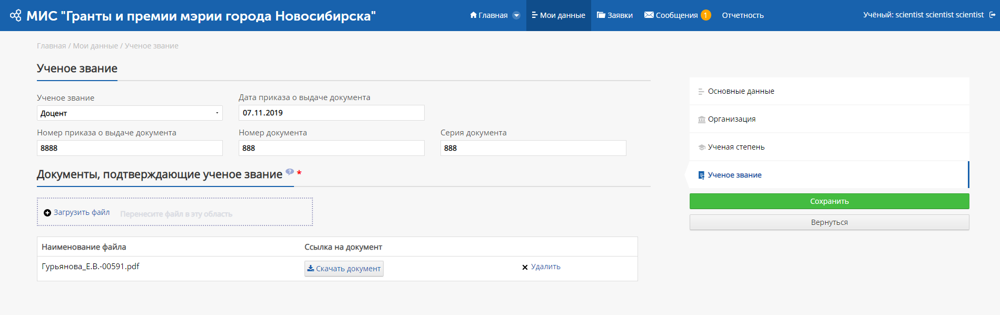 МИС "Гранты и премии мэрии города Новосибирска"
Главная Мои данные Заявки Сообщения 1 Отчетность
Учёный: scientist scientist scientist
Главная / Мои данные / Ученое звание
Ученое звание
Ученое звание
Дата приказа о выдаче документа
Доцент
07.11.2019
Номер приказа о выдаче документа
Номер документа
Серия документа
8888
888
888
Документы, подтверждающие ученое звание ? *
Загрузить файл
Перенесите файл в эту область
Наименование файла
Ссылка на документ
Гурьянова_Е.В.-00591.pdf
Скачать документ
Удалить
Основные данные
Организация
Ученая степень
Ученое звание
Сохранить
Вернуться